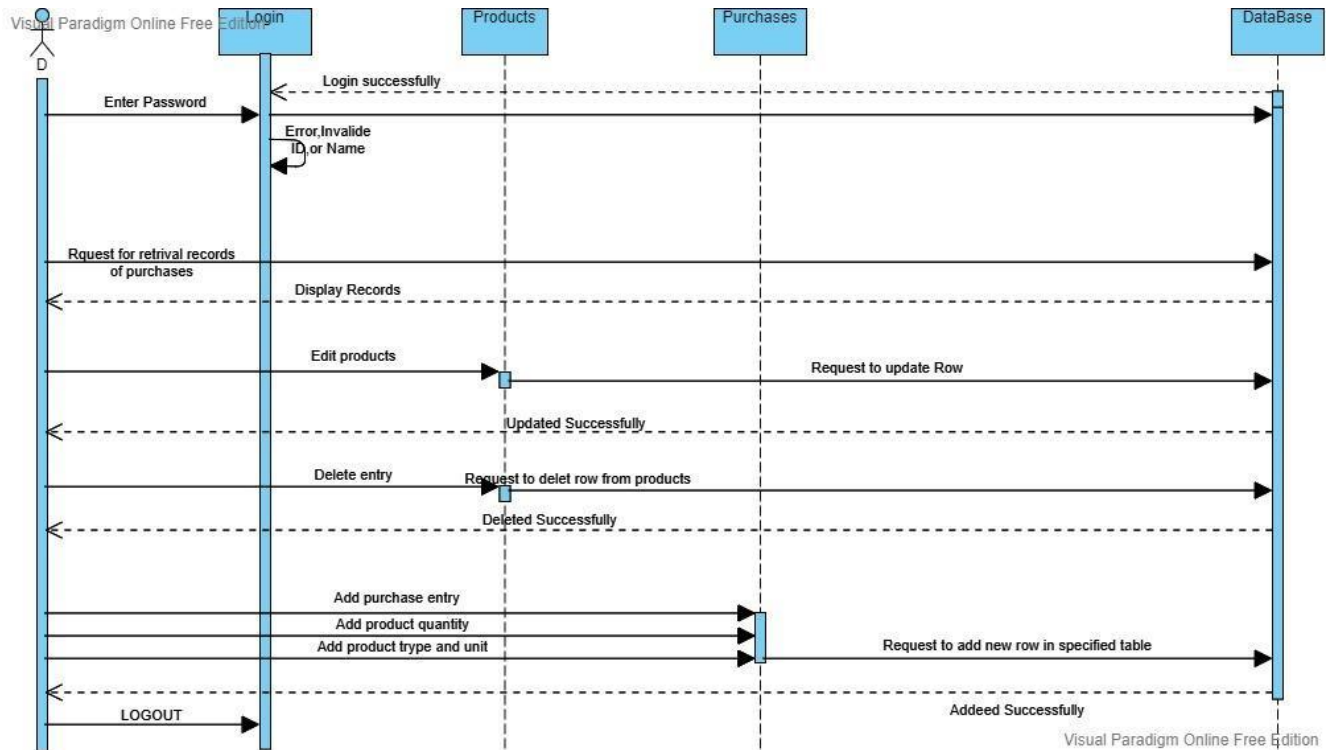 Visual Paradigm Online Free Edition
Login
Products
Purchases
DataBase
D
Login successfully
Enter Password
Error,Invalide
ID,or Name
Rquest for retrival records
of purchases
Display Records
Edit products
Request to update Row
Updated Successfully
Delete entry
Request to delet row from products
Deleted Successfully
Add purchase entry
Add product quantity
Add product trype and unit
Request to add new row in specified table
Addeed Successfully
LOGOUT
Visual Paradigm Online Free Edition